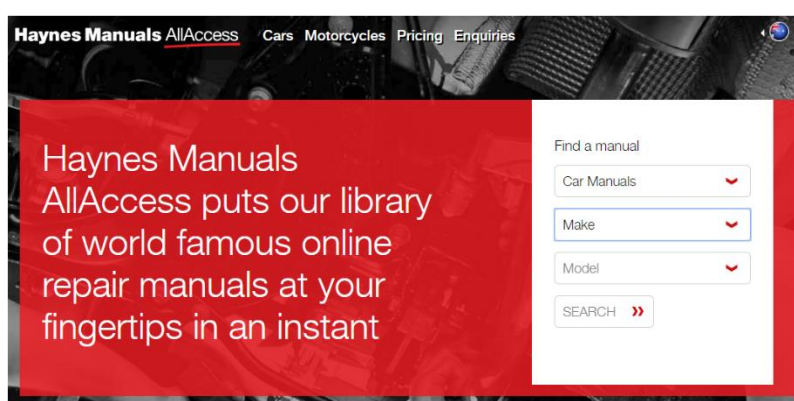 Haynes Manuals AllAccess Cars Motorcycles Pricing Enquiries
Haynes Manuals
AllAccess puts our library
of world famous online
repair manuals at your
fingertips in an instant
Find a manual
Car Manuals
Make
Model
SEARCH